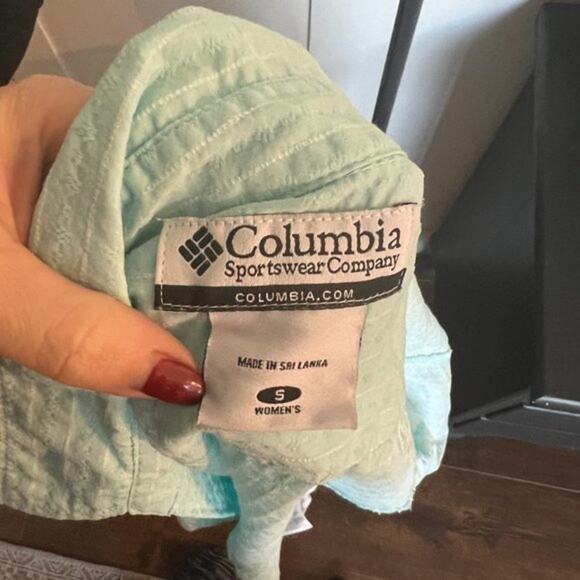 Columbia
Sportswear Company
COLUMBIA.COM
MADE IN SRI LANKA
S
WOMEN'S